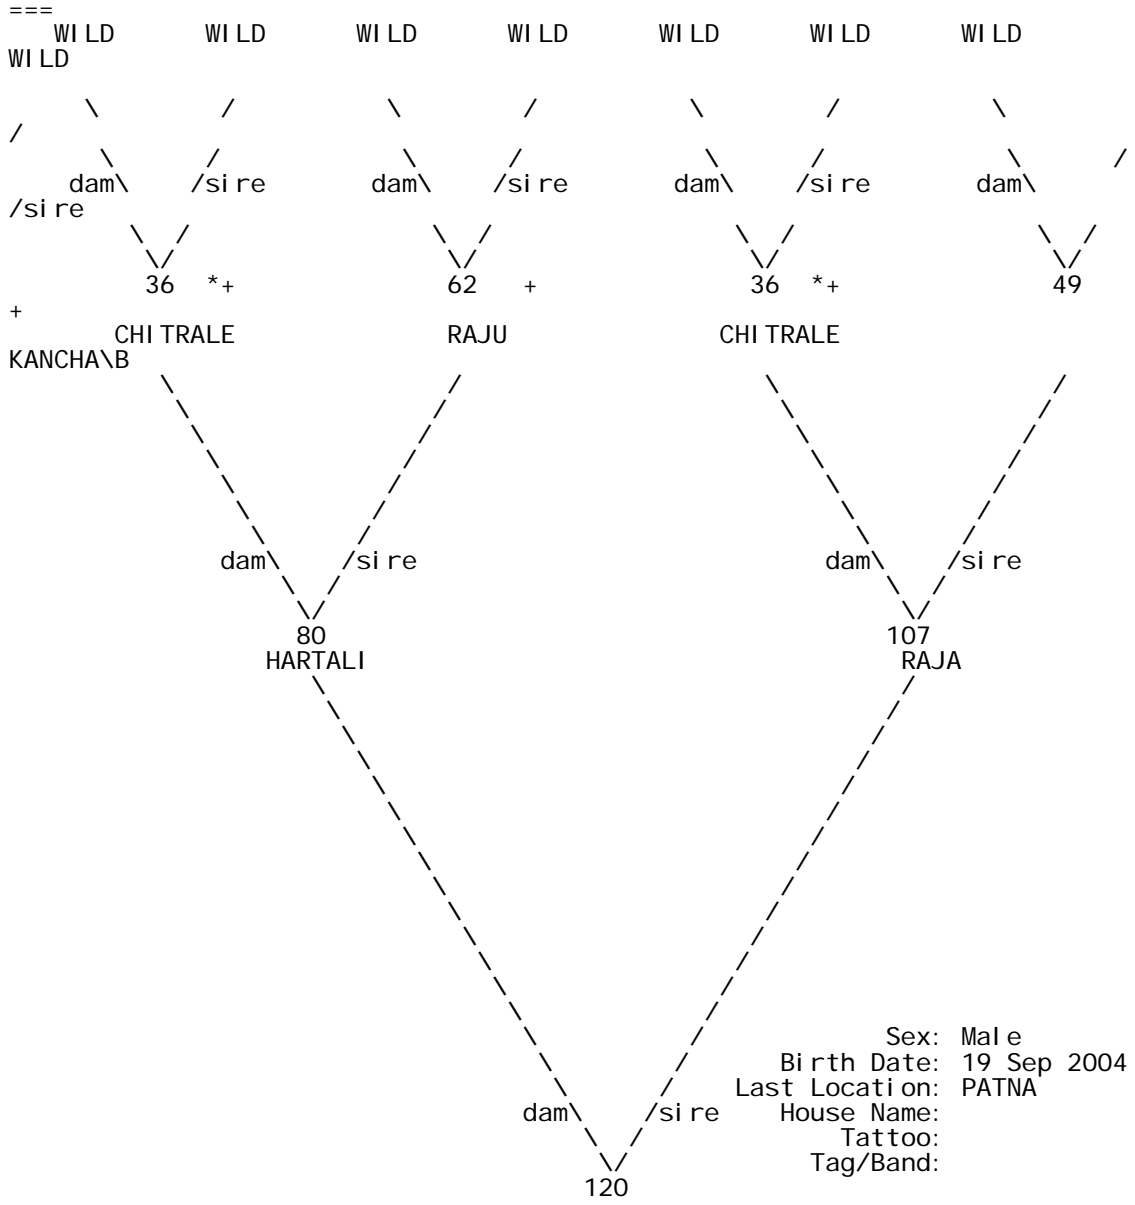 ===
WILD WILD WILD WILD WILD WILD WILD
WILD
\ / \ / \ / \
/
\ / \ / \ / \ /
dam\ /sire dam\ /sire dam\ /sire dam\
/sire
\ / \ / \ / \ /
\/ \/ \/ \/
36 *+ 62 + 36 *+ 49
+
CHITRALE RAJU CHITRALE
KANCHA\B
\ / \ /
\ / \ /
\ / \ /
\ / \ /
\ / \ /
\ / \ /
\ / \ /
dam\ /sire dam\ /sire
\ / \ /
\/ \/
80 107
HARTALI RAJA
\ /
\ /
\ /
\ /
\ /
\ /
\ /
\ /
\ /
\ /
\ /
\ /
\ /
\ /
\ / Sex: Male
\ / Birth Date: 19 Sep 2004
\ / Last Location: PATNA
dam\ /sire House Name:
\ / Tattoo:
\/ Tag/Band:
120